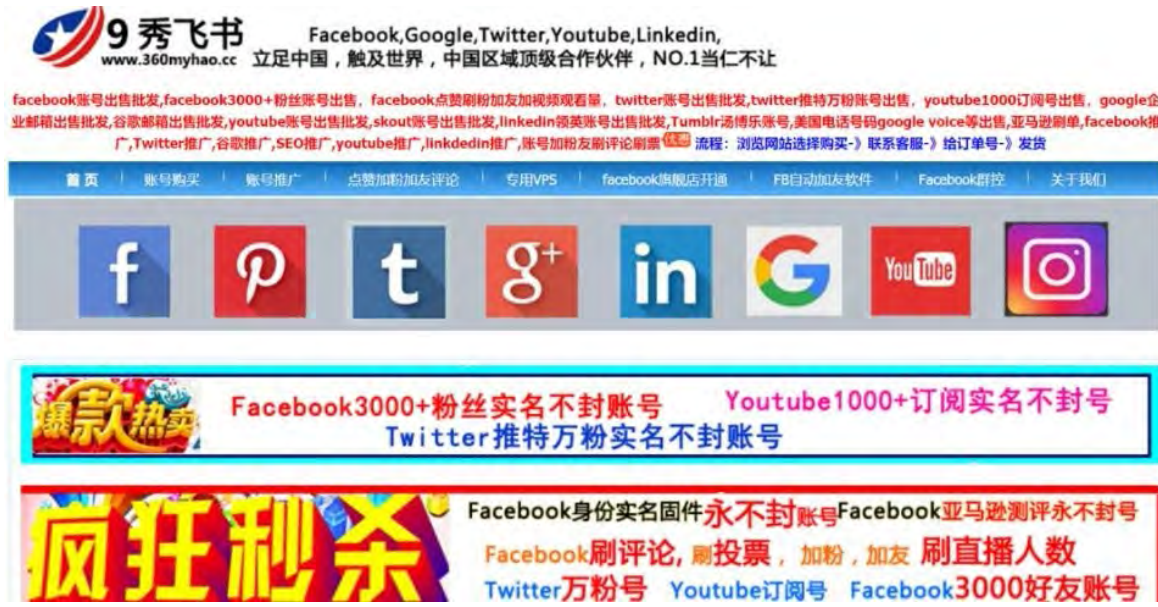 9 秀飞书
www.360myhao.cc
Facebook,Google,Twitter,Youtube,Linkedin,
立足中国，触及世界，中国区域顶级合作伙伴，NO.1当仁不让
facebook账号出售批发,facebook3000+粉丝账号出售，facebook点赞刷粉加友加视频观看量，twitter账号出售批发,twitter推特万粉账号出售，youtube1000订阅号出售，google企
业邮箱出售批发,谷歌邮箱出售批发,youtube账号出售批发,skout账号出售批发,linkedin领英账号出售批发,Tumblr汤博乐账号,美国电话号码google voice等出售,亚马逊刷单,facebook推
广,Twitter推广,谷歌推广,SEO推广,youtube推广,linkdedin推广,账号加粉友刷评论刷票 优惠 流程：浏览网站选择购买-》联系客服-》给订单号-》发货
首 页 账号购买 账号推广 点赞加粉加友评论 专用VPS facebook旗舰店开通 FB自动加友软件 Facebook群控 关于我们
f p t g+ in G YouTube
爆款热卖
Facebook3000+粉丝实名不封账号 Youtube1000+订阅实名不封号
Twitter推特万粉实名不封账号
疯狂秒杀
Facebook身份实名固件永不封账号Facebook亚马逊测评永不封号
Facebook刷评论, 刷投票，加粉，加友 刷直播人数
Twitter万粉号 Youtube订阅号 Facebook3000好友账号